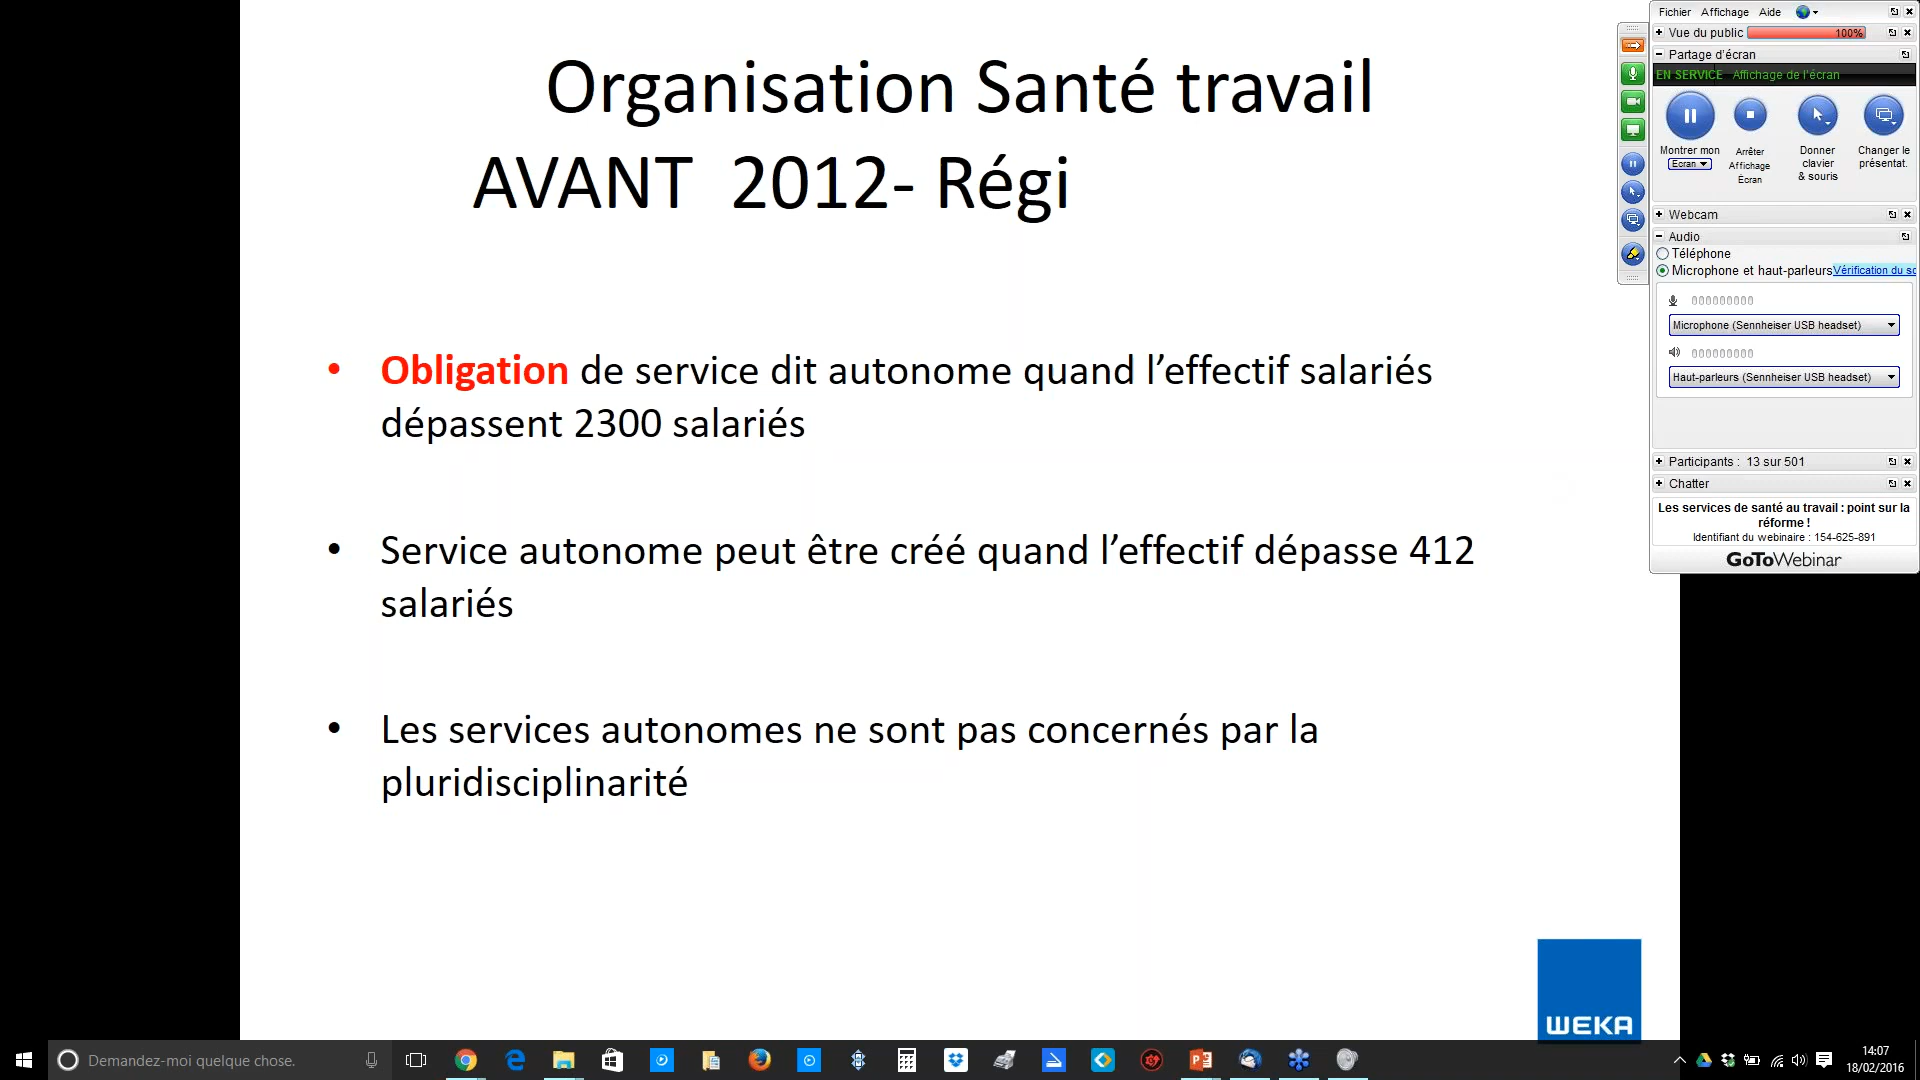 Organisation Santé travail
AVANT 2012- Régi
• Obligation de service dit autonome quand l’effectif salariés
dépassent 2300 salariés
• Service autonome peut être créé quand l’effectif dépasse 412
salariés
• Les services autonomes ne sont pas concernés par la
pluridisciplinarité
WEKA
Fichier Affichage Aide
Vue du public 100%
Partage d'écran
EN SERVICE Affichage de l'écran
Montrer mon
Ecran
Arrêter
Affichage
Écran
Donner
clavier
& souris
Changer le
présentat.
Webcam
Audio
Téléphone
Microphone et haut-parleurs Vérification du sc
000000000
Microphone (Sennheiser USB headset)
000000000
Haut-parleurs (Sennheiser USB headset)
Participants : 13 sur 501
Chatter
Les services de santé au travail : point sur la
réforme !
Identifiant du webinaire : 154-625-891
GoToWebinar
Demandez-moi quelque chose.
14:07
18/02/2016